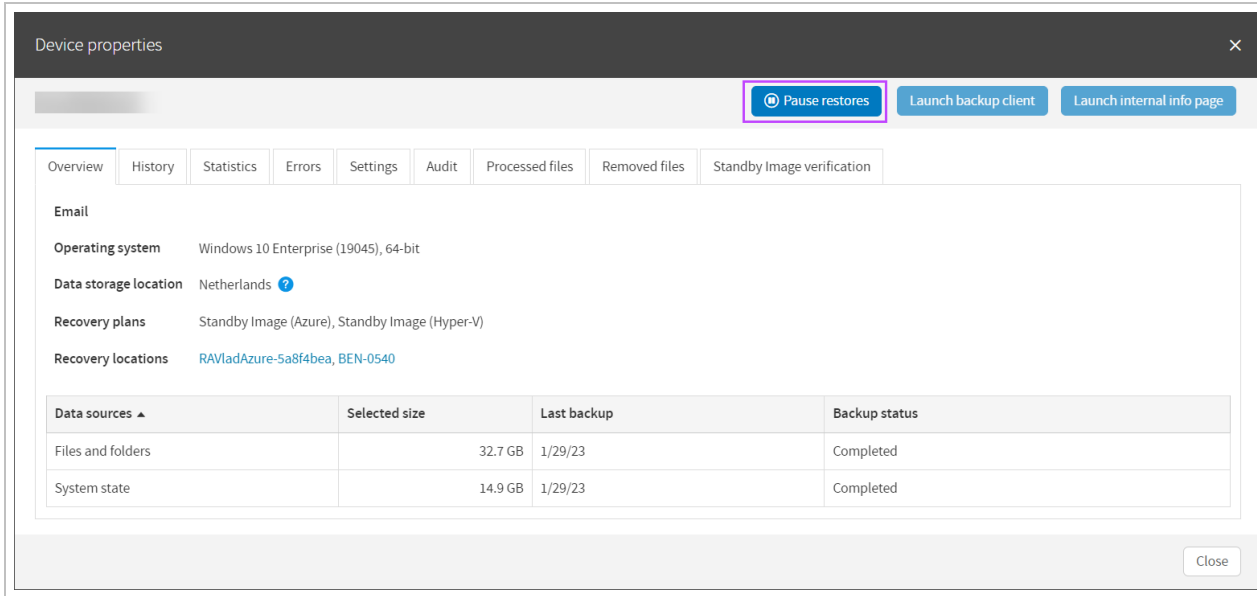 Device properties
Pause restores Launch backup client Launch internal info page
Overview History Statistics Errors Settings Audit Processed files Removed files Standby Image verification
Email
Operating system Windows 10 Enterprise (19045), 64-bit
Data storage location Netherlands ?
Recovery plans Standby Image (Azure), Standby Image (Hyper-V)
Recovery locations RAVladAzure-5a8f4bea, BEN-0540
Data sources Selected size Last backup Backup status
Files and folders 32.7 GB 1/29/23 Completed
System state 14.9 GB 1/29/23 Completed
Close